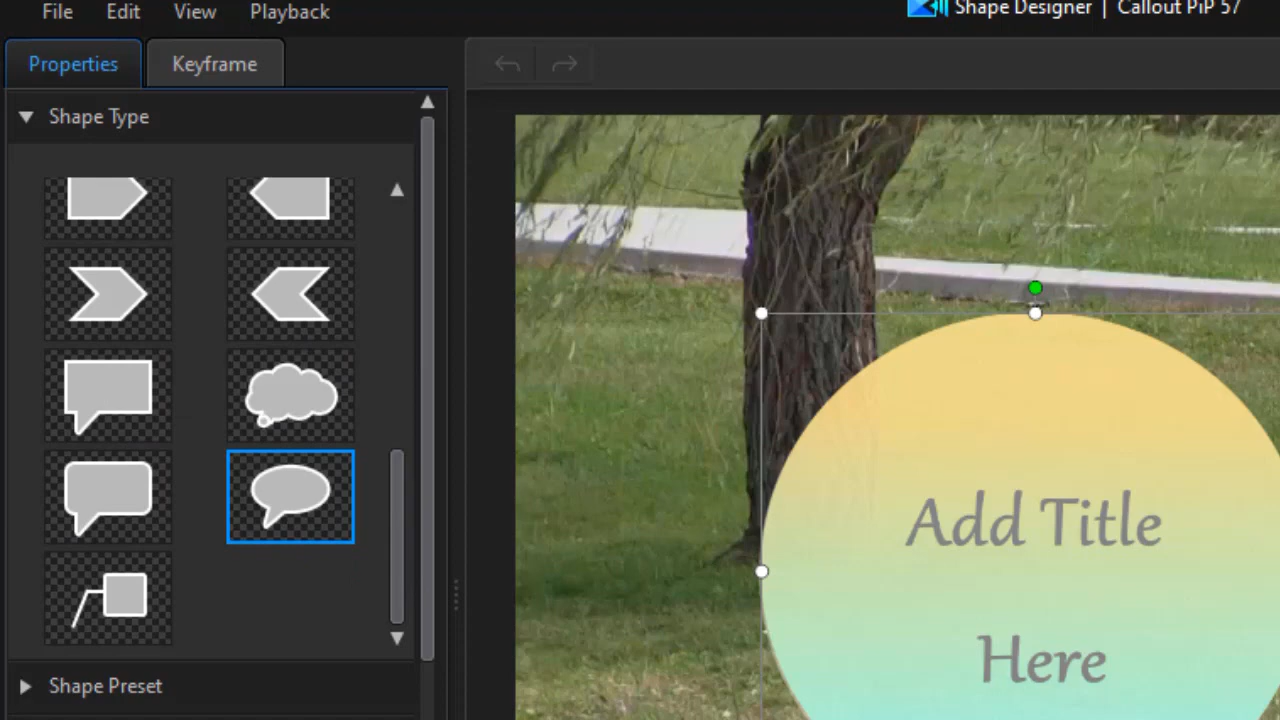 File Edit View Playback
Shape Designer | Callout PiP 57
Properties Keyframe
Shape Type
Add Title
Here
Shape Preset